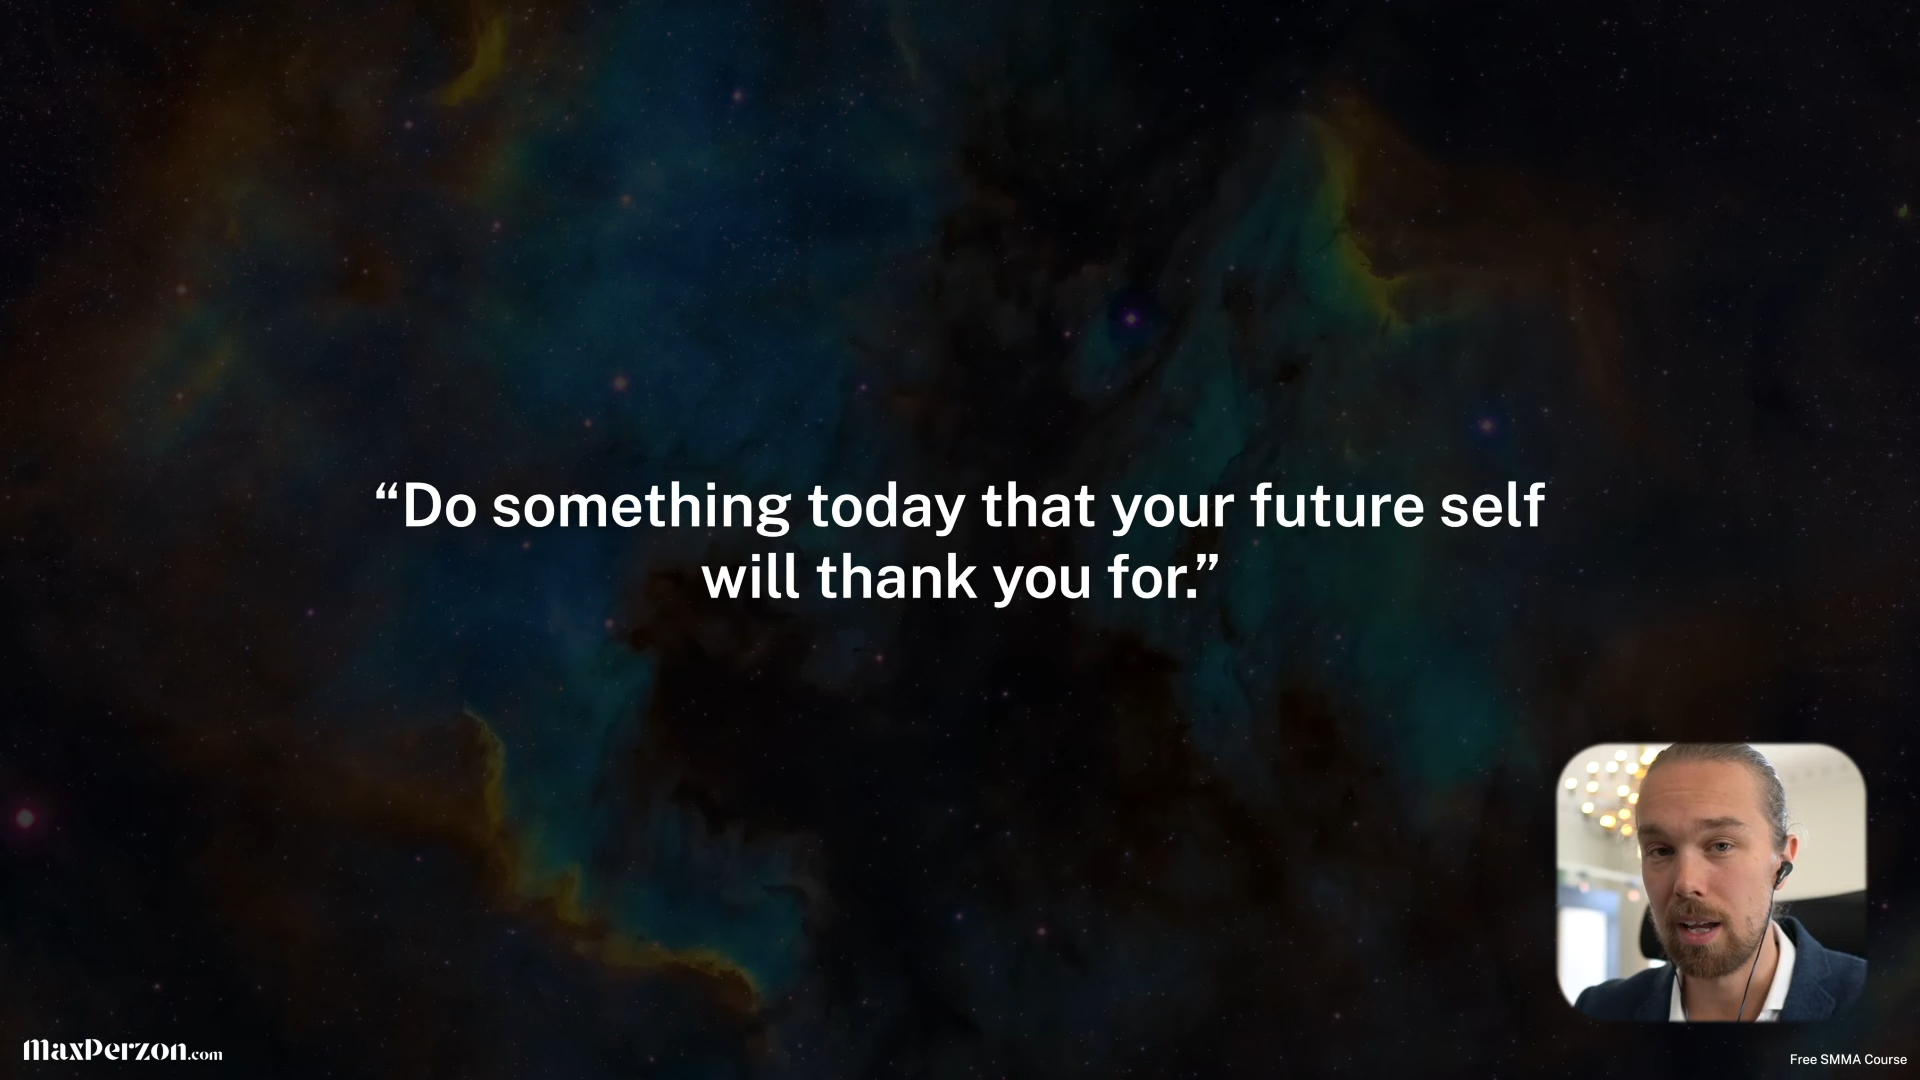 “Do something today that your future self
will thank you for.”
MaxPerzon.com
Free SMMA Course